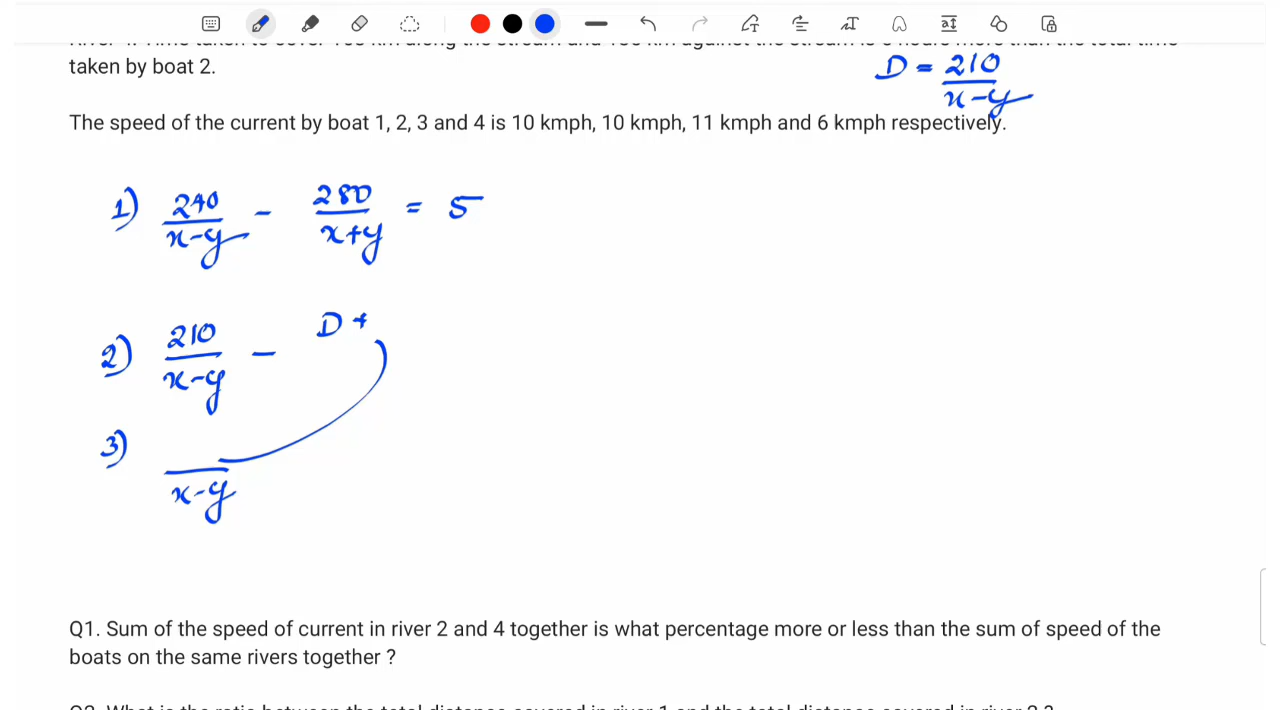 taken by boat 2.
D = 210
x-y
The speed of the current by boat 1, 2, 3 and 4 is 10 kmph, 10 kmph, 11 kmph and 6 kmph respectively.
1) 240/x-y - 280/x+y = 5
2) 210/x-y - D +
3)
x-y
Q1. Sum of the speed of current in river 2 and 4 together is what percentage more or less than the sum of speed of the
boats on the same rivers together ?